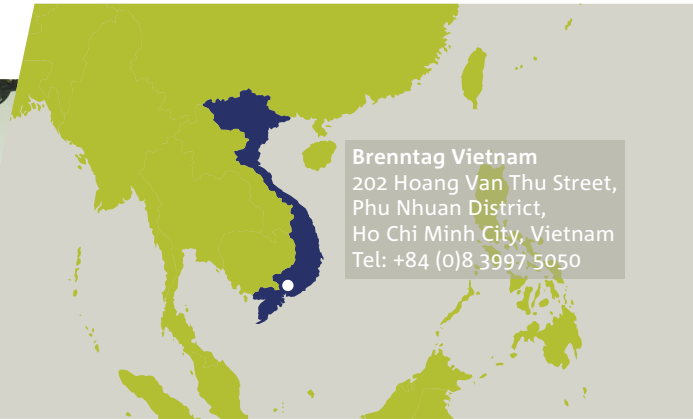 Brenntag Vietnam
202 Hoang Van Thu Street,
Phu Nhuan District,
Ho Chi Minh City, Vietnam
Tel: +84 (0)8 3997 5050